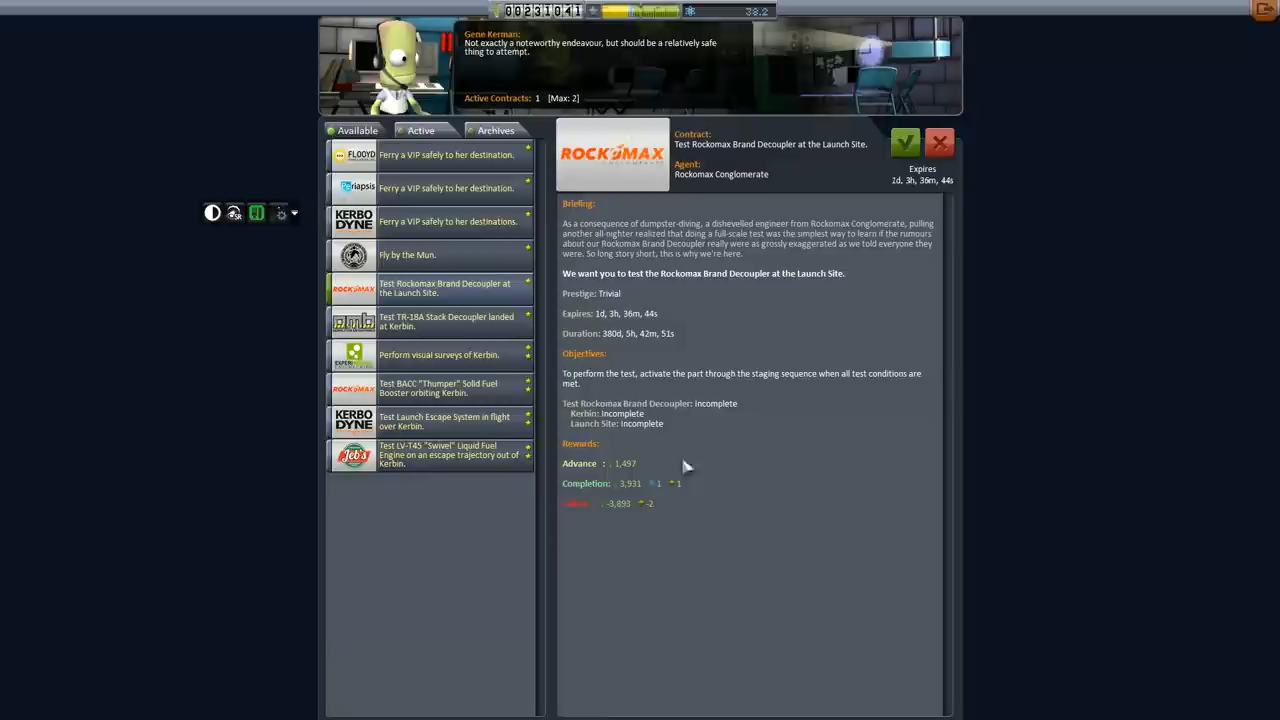 00231041
38.2
Gene Kerman:
Not exactly a noteworthy endeavour, but should be a relatively safe
thing to attempt.
Active Contracts: 1 [Max: 2]
Available
Active
Archives
FLOOYD
Ferry a VIP safely to her destination.
Periapsis
Ferry a VIP safely to her destination.
KERBO
DYNE
Ferry a VIP safely to her destinations.
Fly by the Mun.
ROCKOMAX
Test Rockomax Brand Decoupler at
the Launch Site.
Test TR-18A Stack Decoupler landed
at Kerbin.
Perform visual surveys of Kerbin.
ROCKOMAX
Test BACC "Thumper" Solid Fuel
Booster orbiting Kerbin.
KERBO
DYNE
Test Launch Escape System in flight
over Kerbin.
Jeb's
Test LV-T45 "Swivel" Liquid Fuel
Engine on an escape trajectory out of
Kerbin.
ROCKOMAX
Contract:
Test Rockomax Brand Decoupler at the Launch Site.
Agent:
Rockomax Conglomerate
Expires
1d, 3h, 36m, 44s
Briefing:
As a consequence of dumpster-diving, a dishevelled engineer from Rockomax Conglomerate, pulling
another all-nighter realized that doing a full-scale test was the simplest way to learn if the rumours
about our Rockomax Brand Decoupler really were as grossly exaggerated as we told everyone they
were. So long story short, this is why we're here.
We want you to test the Rockomax Brand Decoupler at the Launch Site.
Prestige: Trivial
Expires: 1d, 3h, 36m, 44s
Duration: 380d, 5h, 42m, 51s
Objectives:
To perform the test, activate the part through the staging sequence when all test conditions are
met.
Test Rockomax Brand Decoupler: Incomplete
Kerbin: Incomplete
Launch Site: Incomplete
Rewards:
Advance : 1,497
Completion: 3,931 1 1
-3,893 -2